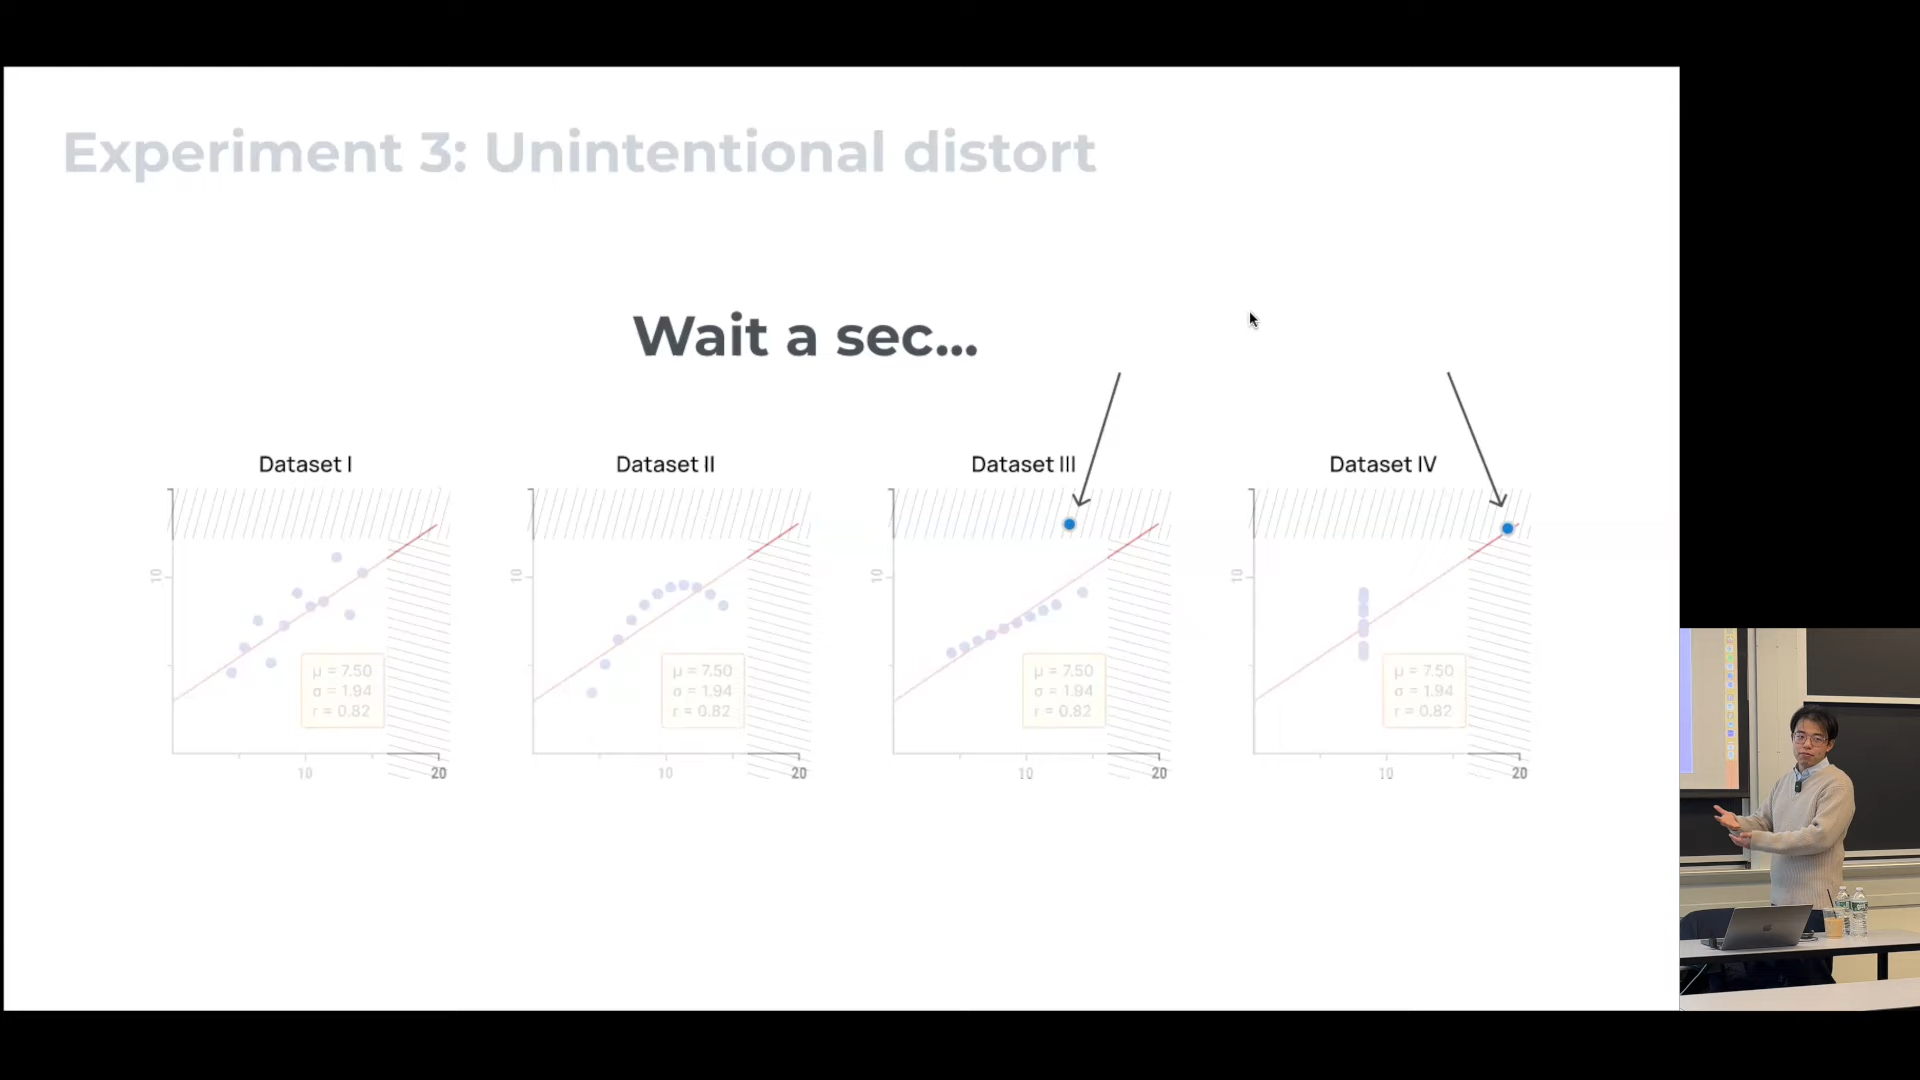 Experiment 3: Unintentional distort
Wait a sec...
Dataset I
Dataset II
Dataset III
Dataset IV
10
10
10
10
μ = 7.50
σ = 1.94
r = 0.82
μ = 7.50
σ = 1.94
r = 0.82
μ = 7.50
σ = 1.94
r = 0.82
μ = 7.50
σ = 1.94
r = 0.82
10 20
10 20
10 20
10 20